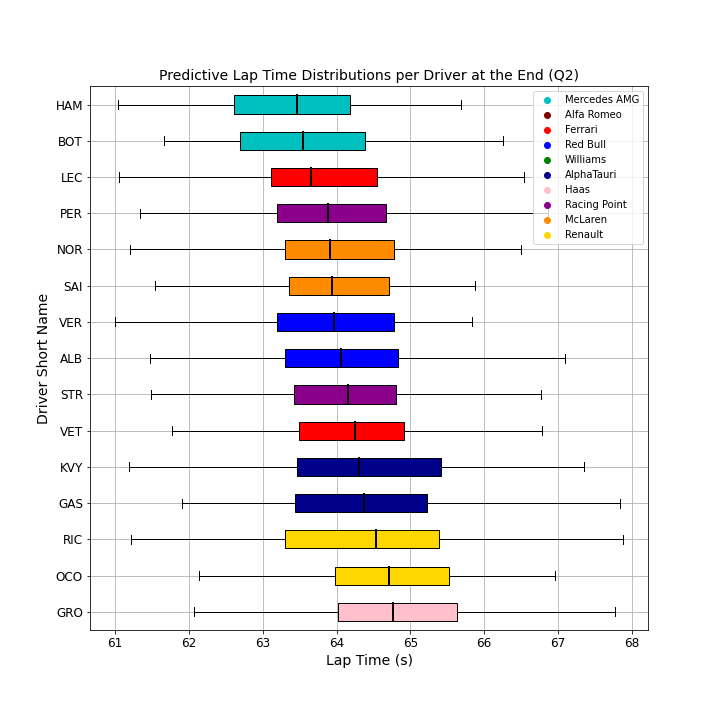 Predictive Lap Time Distributions per Driver at the End (Q2)
HAM
BOT
LEC
PER
NOR
SAI
VER
ALB
STR
VET
KVY
GAS
RIC
OCO
GRO
Driver Short Name
Mercedes AMG
Alfa Romeo
Ferrari
Red Bull
Williams
AlphaTauri
Haas
Racing Point
McLaren
Renault
61 62 63 64 65 66 67 68
Lap Time (s)